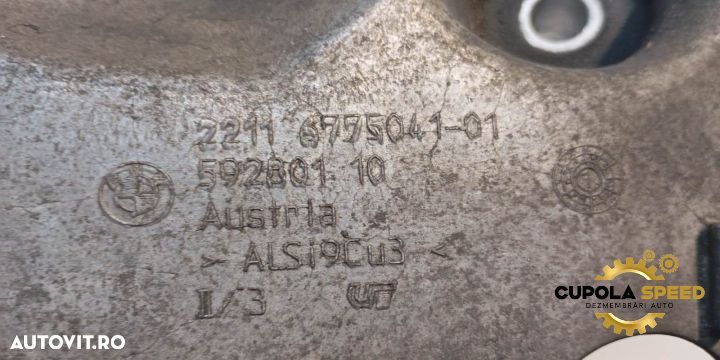 2211 6775041-01
592801 10
Austria
> ALSi9Cu3 <
I/3
CUPOLA SPEED
DEZMEMBRĂRI AUTO
AUTOVIT.RO